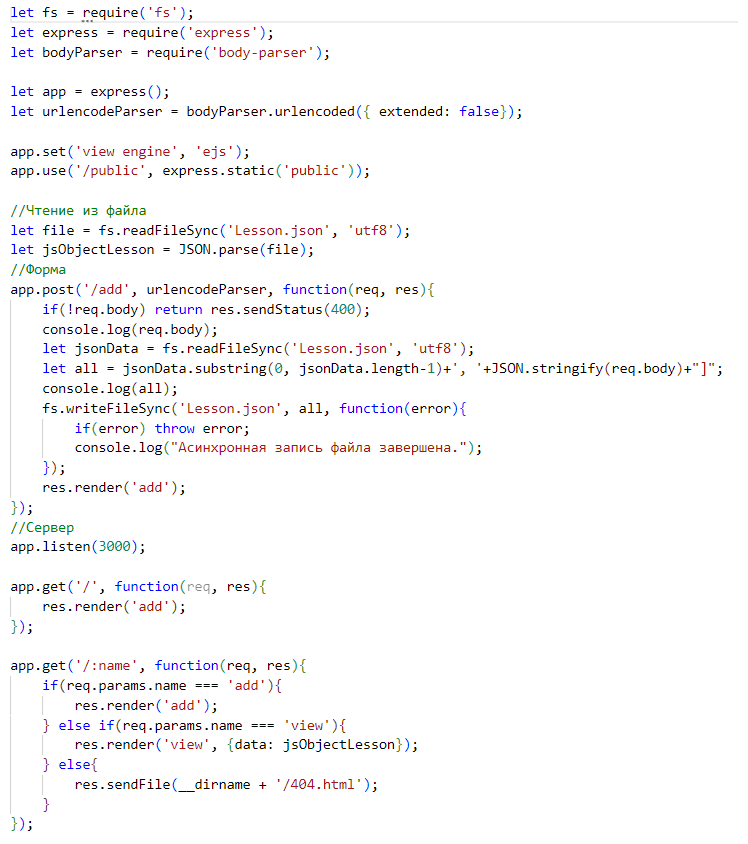 let fs = require('fs');
let express = require('express');
let bodyParser = require('body-parser');
let app = express();
let urlencodeParser = bodyParser.urlencoded({ extended: false});
app.set('view engine', 'ejs');
app.use('/public', express.static('public'));
//Чтение из файла
let file = fs.readFileSync('Lesson.json', 'utf8');
let jsObjectLesson = JSON.parse(file);
//Форма
app.post('/add', urlencodeParser, function(req, res){
    if(!req.body) return res.sendStatus(400);
    console.log(req.body);
    let jsonData = fs.readFileSync('Lesson.json', 'utf8');
    let all = jsonData.substring(0, jsonData.length-1)+', '+JSON.stringify(req.body)+"]";
    console.log(all);
    fs.writeFileSync('Lesson.json', all, function(error){
        if(error) throw error;
        console.log("Асинхронная запись файла завершена.");
    });
    res.render('add');
});
//Сервер
app.listen(3000);
app.get('/', function(req, res){
    res.render('add');
});
app.get('/:name', function(req, res){
    if(req.params.name === 'add'){
        res.render('add');
    } else if(req.params.name === 'view'){
        res.render('view', {data: jsObjectLesson});
    } else{
        res.sendFile(__dirname + '/404.html');
    }
});